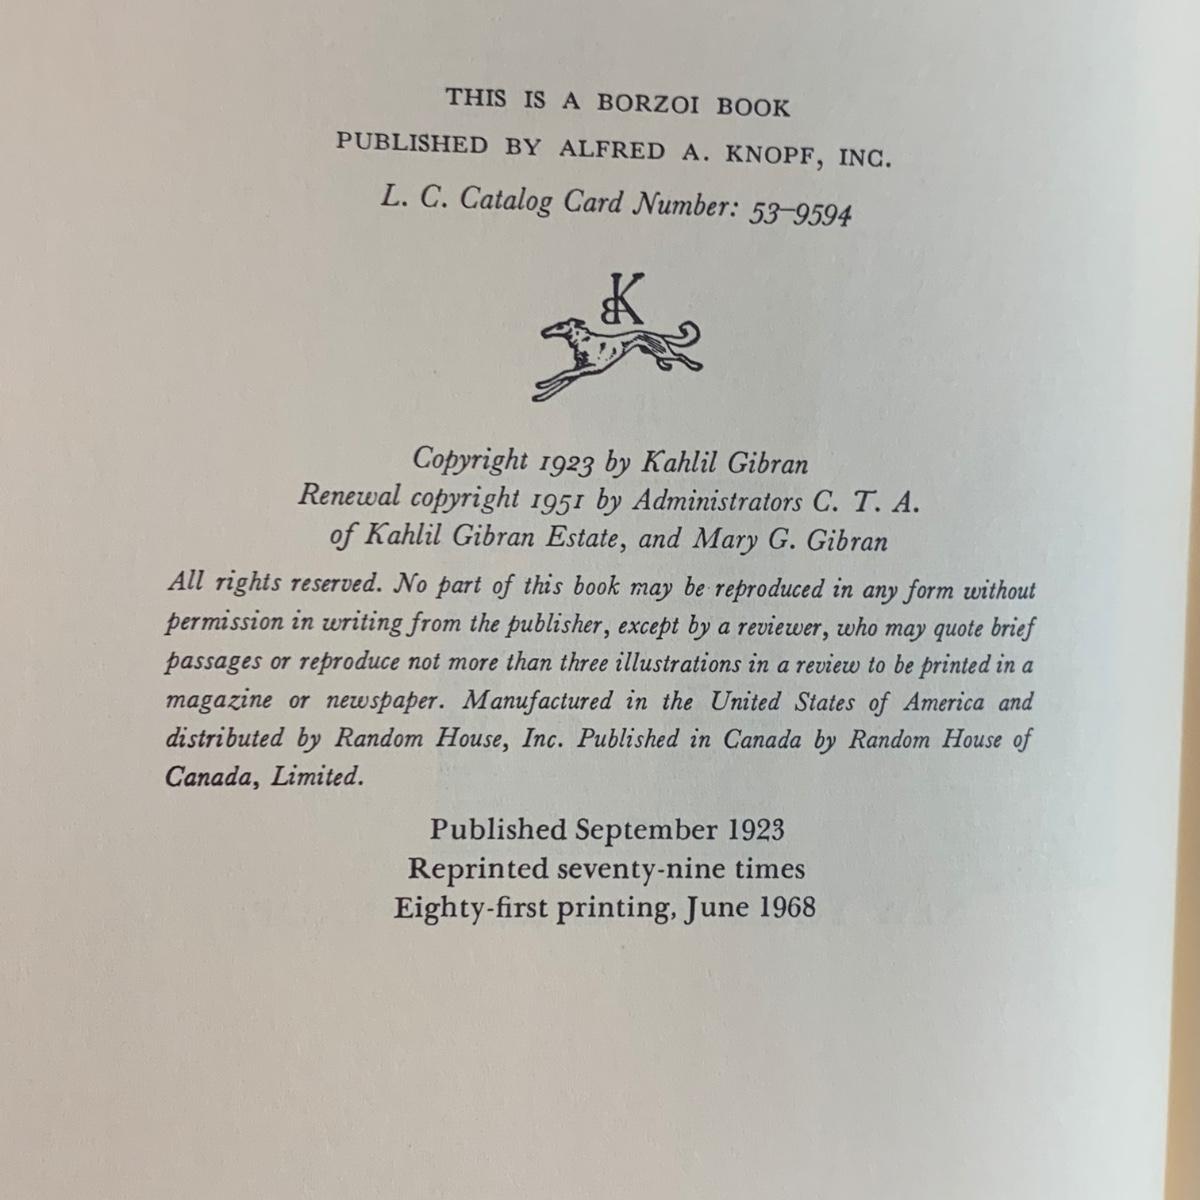 THIS IS A BORZOI BOOK
PUBLISHED BY ALFRED A. KNOPF, INC.
L. C. Catalog Card Number: 53–9594
BK
Copyright 1923 by Kahlil Gibran
Renewal copyright 1951 by Administrators C. T. A.
of Kahlil Gibran Estate, and Mary G. Gibran
All rights reserved. No part of this book may be reproduced in any form without
permission in writing from the publisher, except by a reviewer, who may quote brief
passages or reproduce not more than three illustrations in a review to be printed in a
magazine or newspaper. Manufactured in the United States of America and
distributed by Random House, Inc. Published in Canada by Random House of
Canada, Limited.
Published September 1923
Reprinted seventy-nine times
Eighty-first printing, June 1968